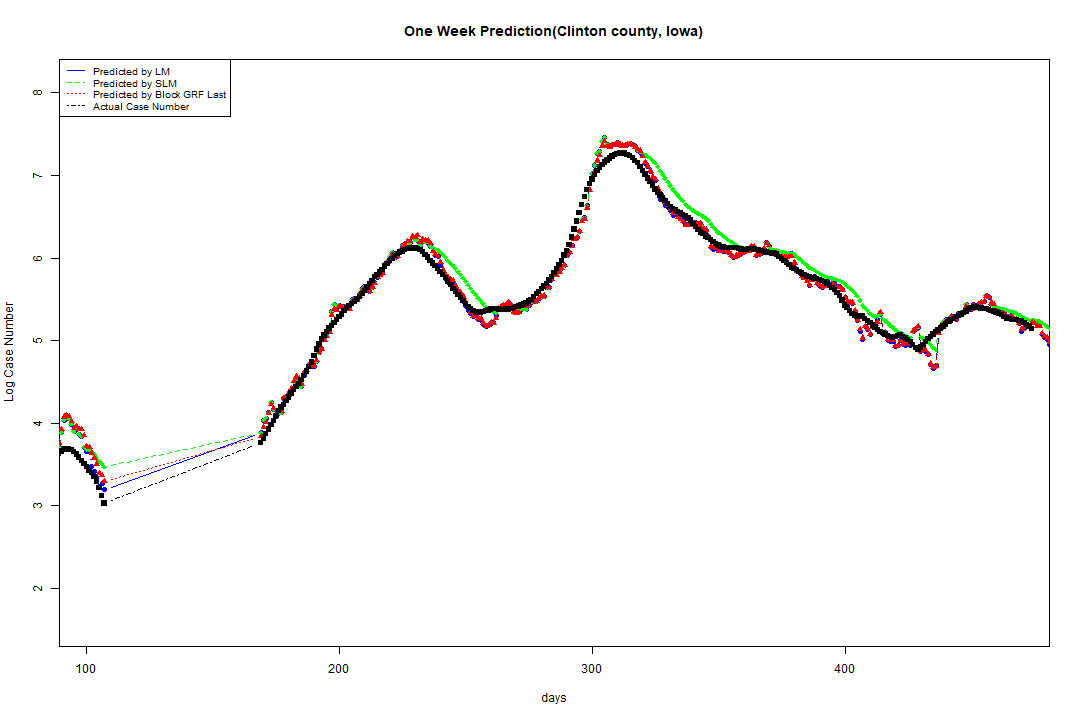 One Week Prediction(Clinton county, Iowa)
Predicted by LM
Predicted by SLM
Predicted by Block GRF Last
Actual Case Number
8
7
6
5
4
3
2
Log Case Number
100 200 300 400
days